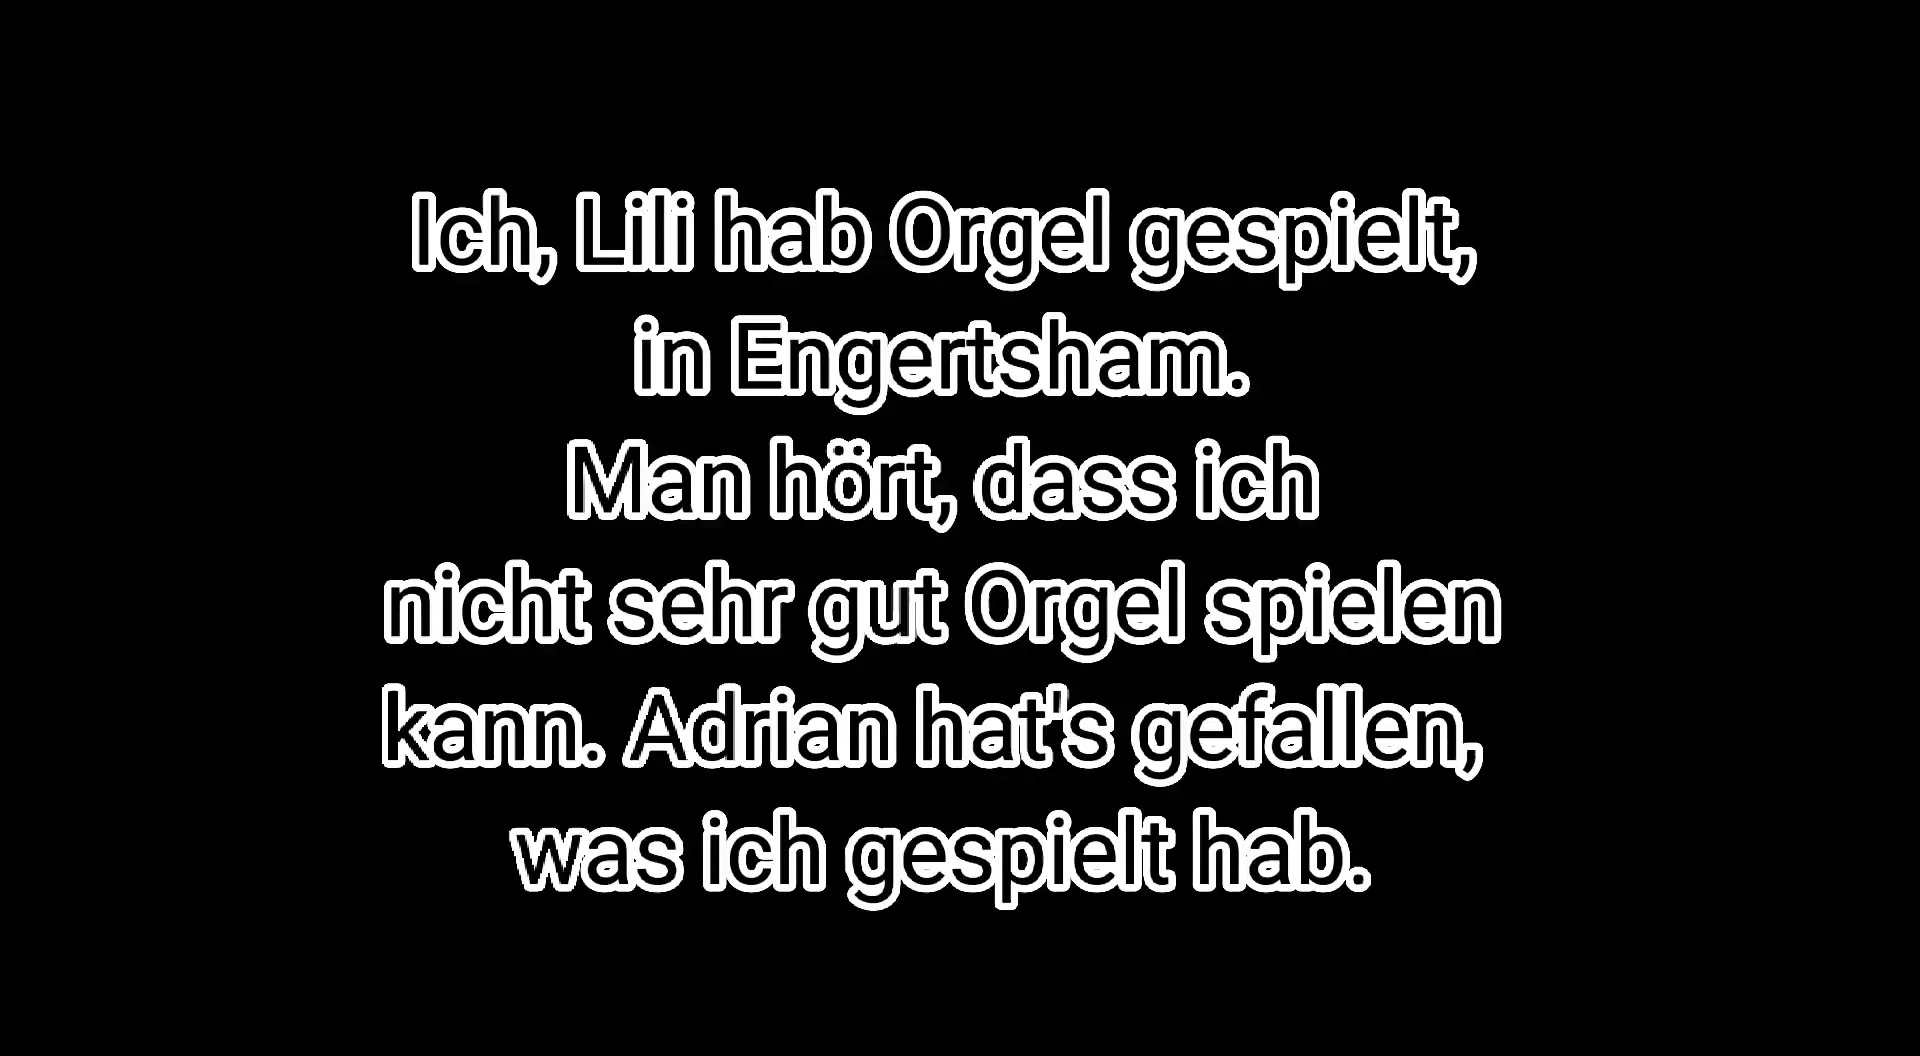 Ich, Lili hab Orgel gespielt,
in Engertsham.
Man hört, dass ich
nicht sehr gut Orgel spielen
kann. Adrian hat's gefallen,
was ich gespielt hab.